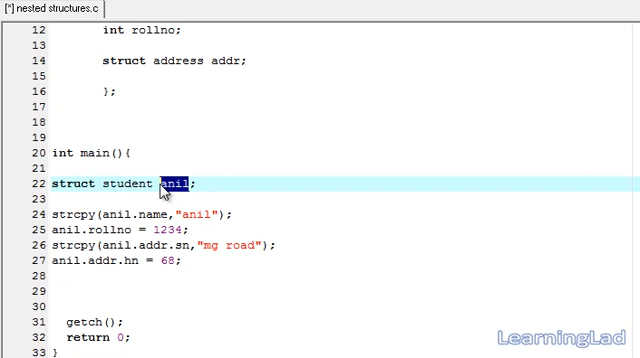 [*] nested structures.c
12 int rollno;
13
14 struct address addr;
15
16 };
17
18
19
20 int main(){
21
22 struct student anil;
23
24 strcpy(anil.name,"anil");
25 anil.rollno = 1234;
26 strcpy(anil.addr.sn,"mg road");
27 anil.addr.hn = 68;
28
29
30
31 getch();
32 return 0;
33 }
LearningLad